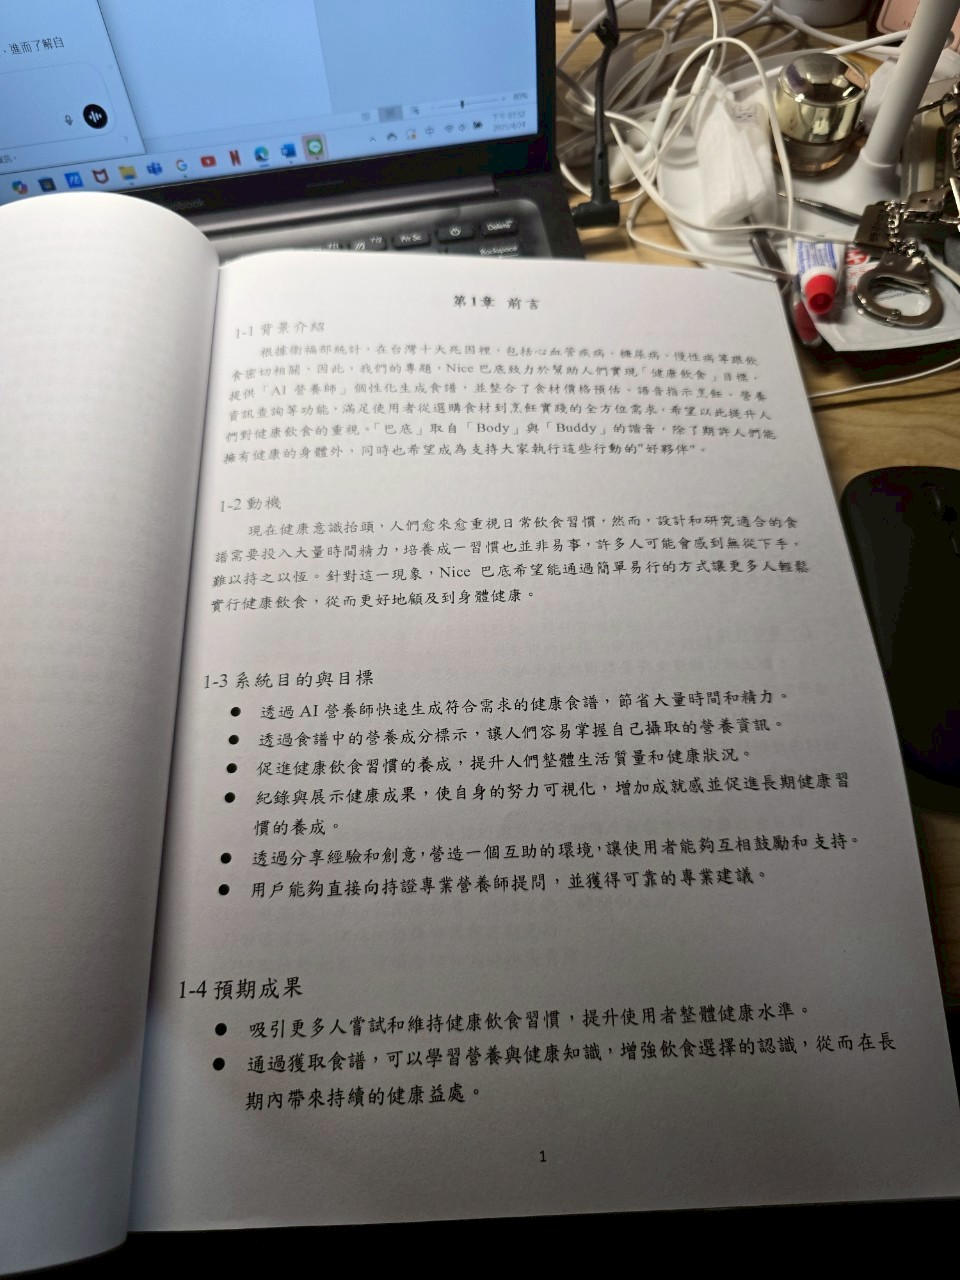 ，進而了解自
85%
下午 07:52
中
Prt Sc
Delete
Backspace
第1章 前言
1-1 背景介紹
根據衛福部統計，在台灣十大死因裡，包括心血管疾病、糖尿病、慢性病等跟飲
食密切相關，因此，我們的專題，Nice 巴底致力於幫助人們實現「健康飲食」目標，
提供「AI 營養師」個性化生成食譜，並整合了食材價格預估、語音指示烹飪、營養
資訊查詢等功能，滿足使用者從選購食材到烹飪實踐的全方位需求，希望以此提升人
們對健康飲食的重視。「巴底」取自「Body」與「Buddy」的諧音，除了期許人們能
擁有健康的身體外，同時也希望成為支持大家執行這些行動的"好夥伴"。
1-2 動機
現在健康意識抬頭，人們愈來愈重視日常飲食習慣，然而，設計和研究適合的食
譜需要投入大量時間精力，培養成一習慣也並非易事，許多人可能會感到無從下手，
難以持之以恆。針對這一現象，Nice 巴底希望能通過簡單易行的方式讓更多人輕鬆
實行健康飲食，從而更好地顧及到身體健康。
1-3 系統目的與目標
● 透過 AI 營養師快速生成符合需求的健康食譜，節省大量時間和精力。
● 透過食譜中的營養成分標示，讓人們容易掌握自己攝取的營養資訊。
● 促進健康飲食習慣的養成，提升人們整體生活質量和健康狀況。
● 紀錄與展示健康成果，使自身的努力可視化，增加成就感並促進長期健康習
慣的養成。
● 透過分享經驗和創意，營造一個互助的環境，讓使用者能夠互相鼓勵和支持。
● 用戶能夠直接向持證專業營養師提問，並獲得可靠的專業建議。
1-4 預期成果
● 吸引更多人嘗試和維持健康飲食習慣，提升使用者整體健康水準。
● 通過獲取食譜，可以學習營養與健康知識，增強飲食選擇的認識，從而在長
期內帶來持續的健康益處。
1